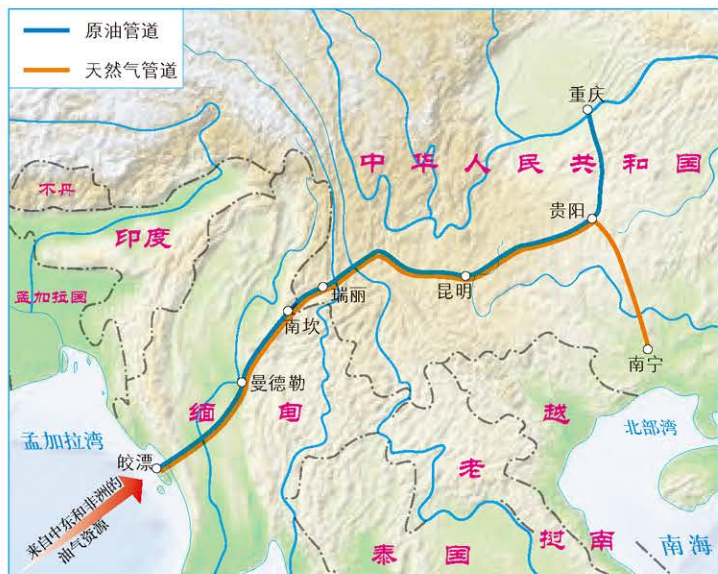 原油管道
天然气管道
重庆
中华人民共和国
不丹
贵阳
印度
孟加拉国
瑞丽
昆明
南坎
南宁
曼德勒
缅甸
越南
北部湾
孟加拉湾
皎漂
老挝
来自中东和非洲的
油气资源
泰国
南海